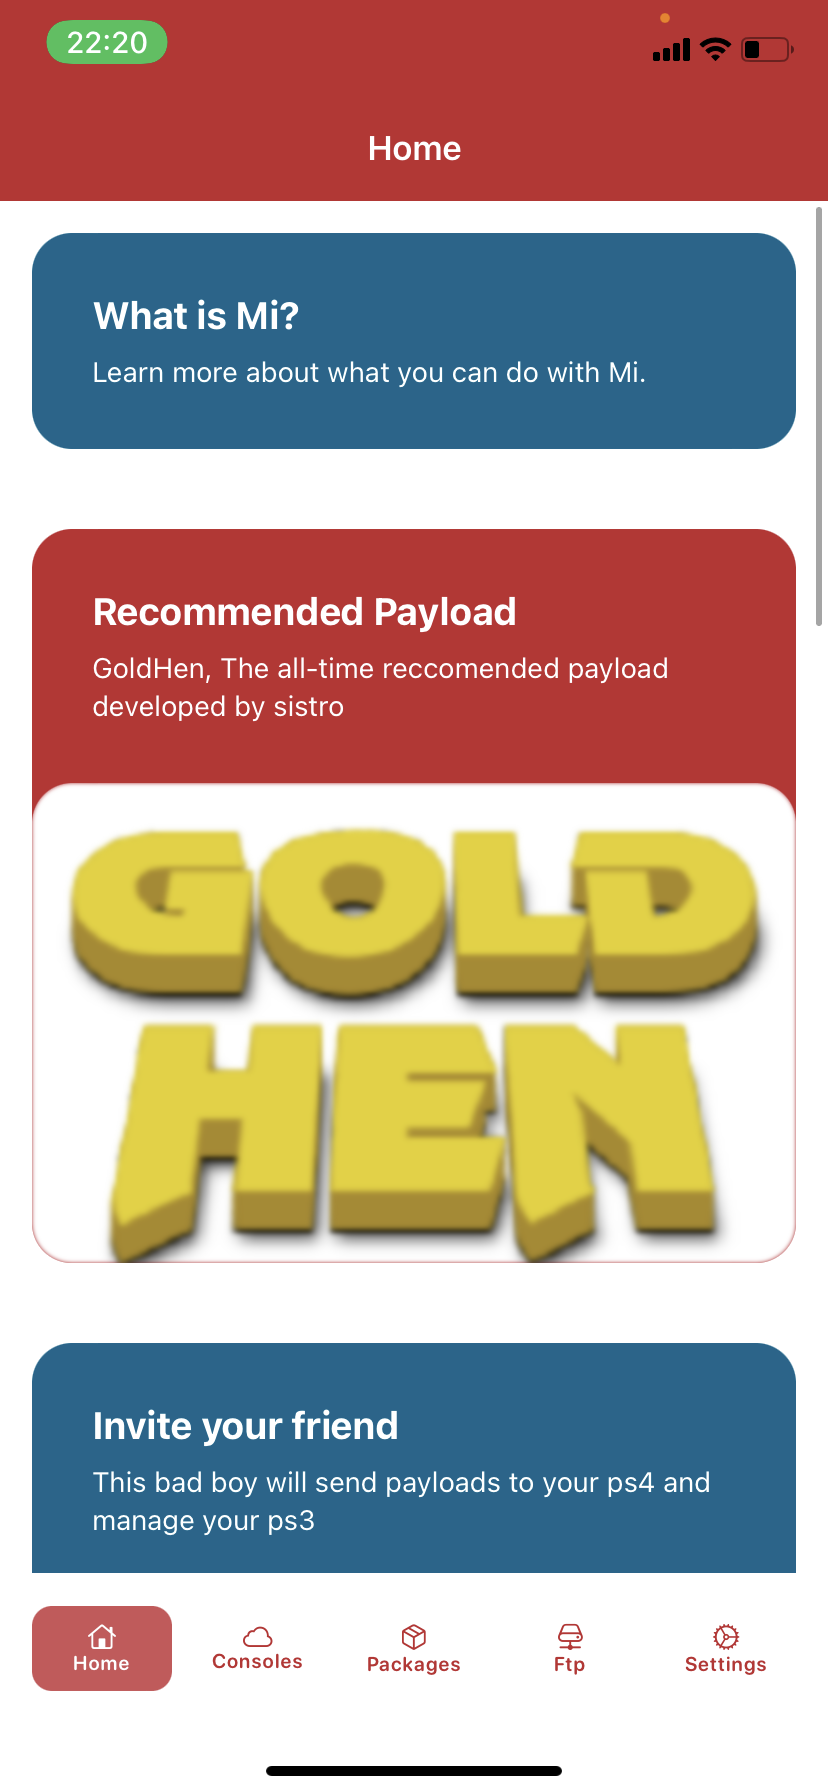 22:20
Home
What is Mi?
Learn more about what you can do with Mi.
Recommended Payload
GoldHen, The all-time reccomended payload
developed by sistro
GOLD
HEN
Invite your friend
This bad boy will send payloads to your ps4 and
manage your ps3
Home
Consoles
Packages
Ftp
Settings